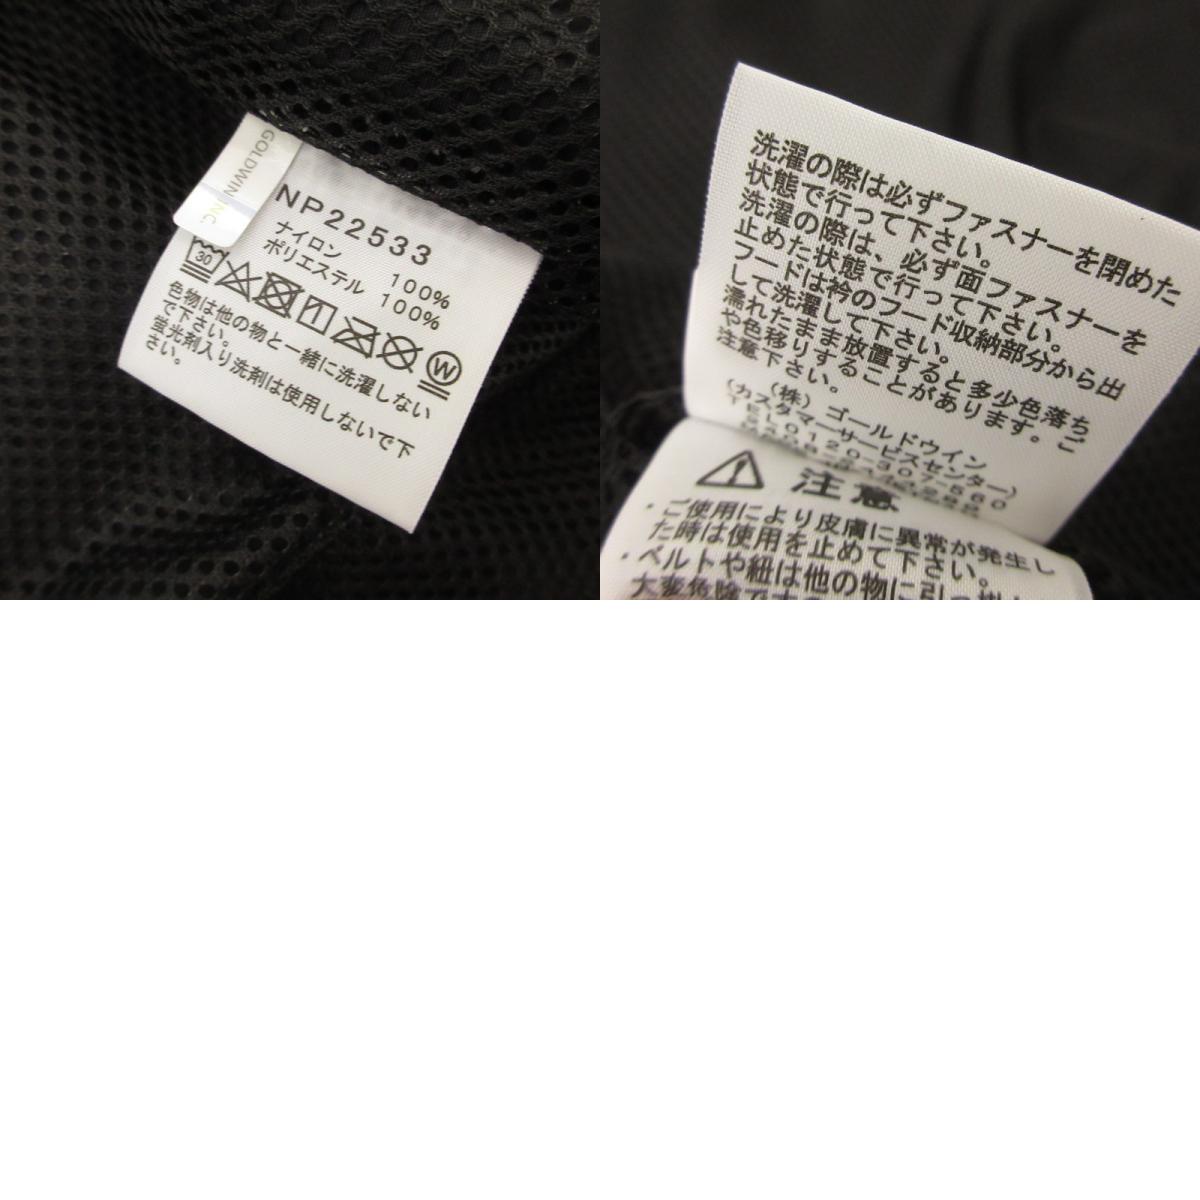 GOLDWIN INC.
NP22533
ナイロン 100%
ポリエステル 100%
30
W
色物は他の物と一緒に洗濯しない
で下さい。
蛍光剤入り洗剤は使用しないで下
さい。
洗濯の際は必ずファスナーを閉めた
状態で行って下さい。
洗濯の際は、必ず面ファスナーを
止めた状態で行って下さい。
フードは衿のフード収納部分から出
して洗濯して下さい。
濡れたまま放置すると多少色落ち
や色移りすることがあります。ご
注意下さい。
(株) ゴールドウイン
(カスタマーサービスセンター)
TEL0120-307-560
注意
・ご使用により皮膚に異常が発生し
た時は使用を止めて下さい。
・ベルトや紐は他の物に引っ掛
大変危険です